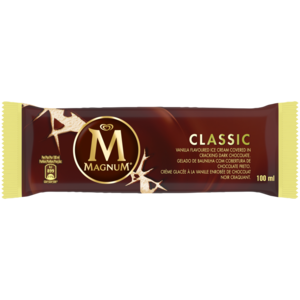 M
MAGNUM
CLASSIC
VANILLA FLAVOURED ICE CREAM COVERED IN
CRACKING DARK CHOCOLATE.
GELADO DE BAUNILHA COM COBERTURA DE
CHOCOLATE PRETO.
CRÈME GLACÉE À LA VANILLE ENROBÉE DE CHOCOLAT
NOIR CRAQUANT.
100 ml